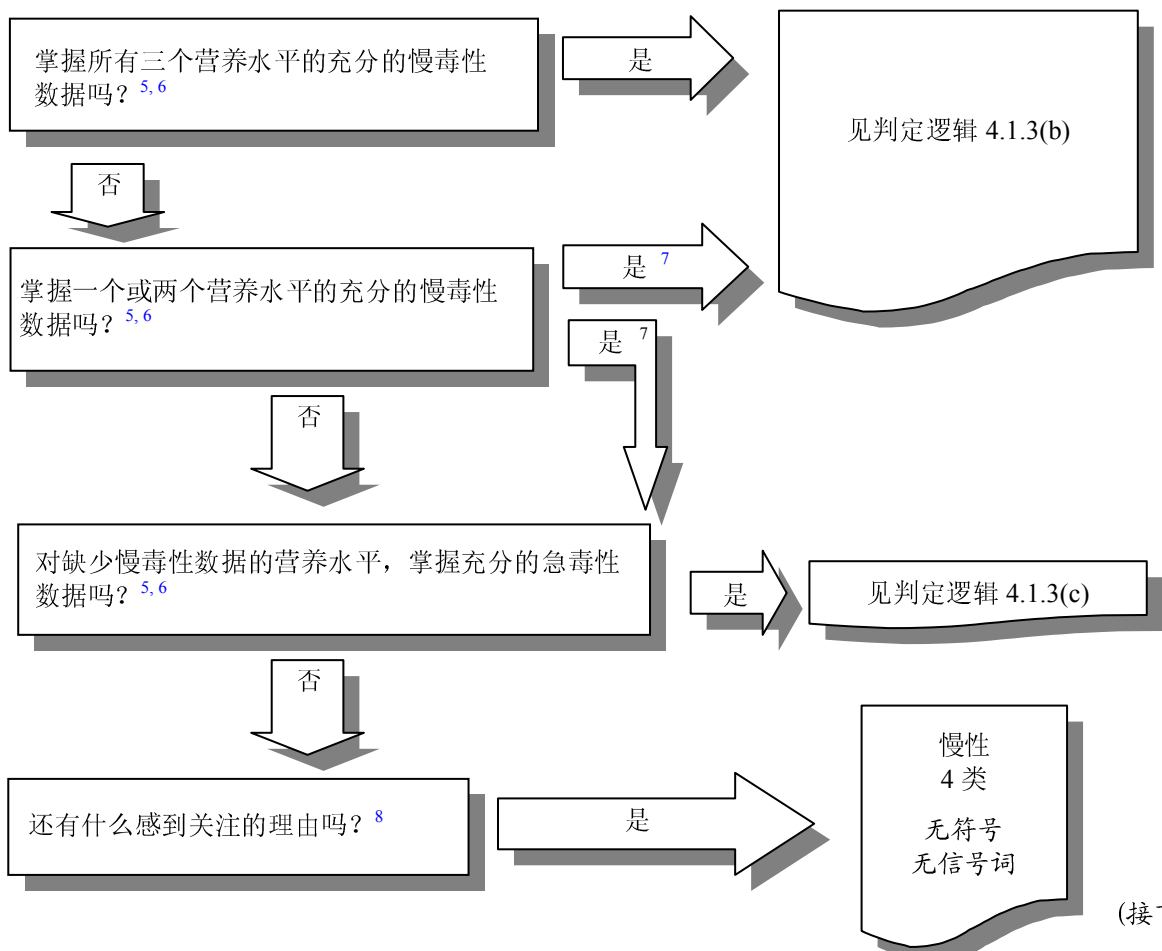 掌握所有三个营养水平的充分的慢毒性
数据吗？5, 6
是
见判定逻辑 4.1.3(b)
否
掌握一个或两个营养水平的充分的慢毒性
数据吗？5, 6
是 7
是 7
否
对缺少慢毒性数据的营养水平，掌握充分的急毒性
数据吗？5, 6
是
见判定逻辑 4.1.3(c)
否
还有什么感到关注的理由吗？8
是
慢性
4 类
无符号
无信号词
(接